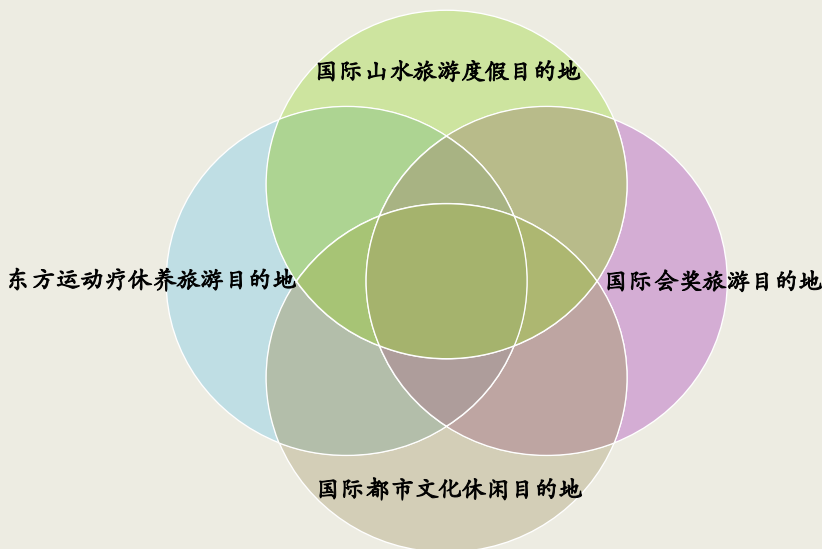 国际山水旅游度假目的地
东方运动疗休养旅游目的地
国际会奖旅游目的地
国际都市文化休闲目的地